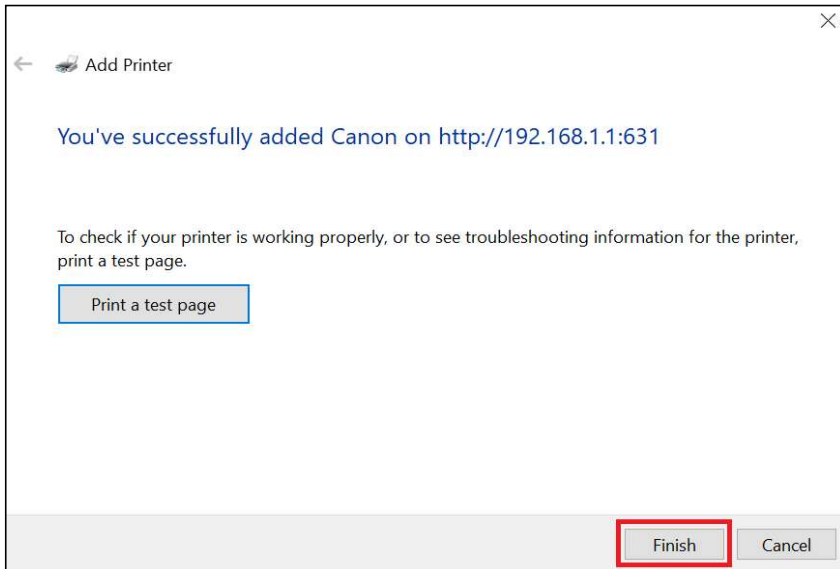 Add Printer
You've successfully added Canon on http://192.168.1.1:631
To check if your printer is working properly, or to see troubleshooting information for the printer,
print a test page.
Print a test page
Finish
Cancel